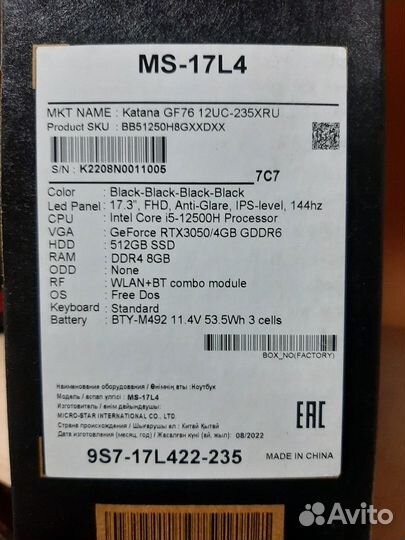 MS-17L4
MKT NAME : Katana GF76 12UC-235XRU
Product SKU : BB51250H8GXXDXX
S/N : K2208N0011005
7C7
Color : Black-Black-Black-Black
Led Panel : 17.3", FHD, Anti-Glare, IPS-level, 144hz
CPU : Intel Core i5-12500H Processor
VGA : GeForce RTX3050/4GB GDDR6
HDD : 512GB SSD
RAM : DDR4 8GB
ODD : None
RF : WLAN+BT combo module
OS : Free Dos
Keyboard : Standard
Battery : BTY-M492 11.4V 53.5Wh 3 cells
BOX_NO(FACTORY)
Наименование оборудования / Өнімнің аты : Ноутбук
Модель / аспап үлгісі : MS-17L4
Изготовитель / өнім дайындаушы:
MICRO-STAR INTERNATIONAL CO., LTD.
Страна происхождения / Шығарушы ел : Китай Қытай
Дата изготовления (месяц, год) / Жасалған күні (ай, жыл): 08/2022
EAC
9S7-17L422-235
MADE IN CHINA
Avito